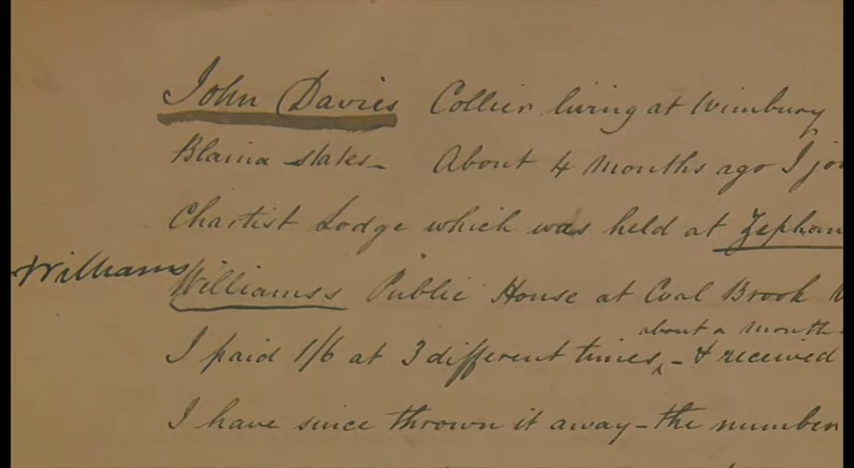 John Davies Collier living at Wimbury
Blaina states - About 4 months ago I jo
Chartist Lodge which was held at Zephan
Williams
Williams's Public House at Coal Brook
about a month
I paid 1/6 at 3 different times, - & received
I have since thrown it away - the number